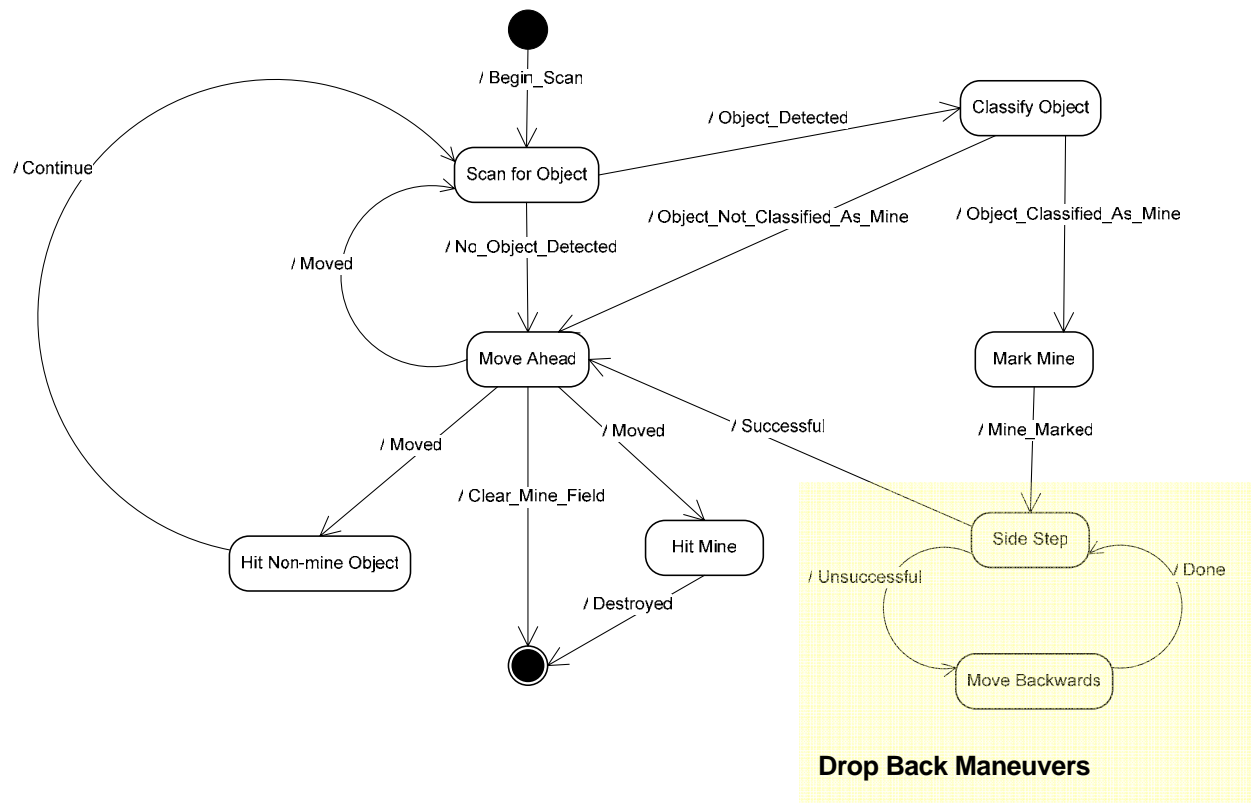 / Begin_Scan
Classify Object
/ Object_Detected
/ Continue
Scan for Object
/ Object_Not_Classified_As_Mine
/ Object_Classified_As_Mine
/ No_Object_Detected
/ Moved
Move Ahead
Mark Mine
/ Moved
/ Moved
/ Successful
/ Mine_Marked
/ Clear_Mine_Field
Hit Non-mine Object
Hit Mine
Side Step
/ Unsuccessful
/ Done
/ Destroyed
Move Backwards
Drop Back Maneuvers